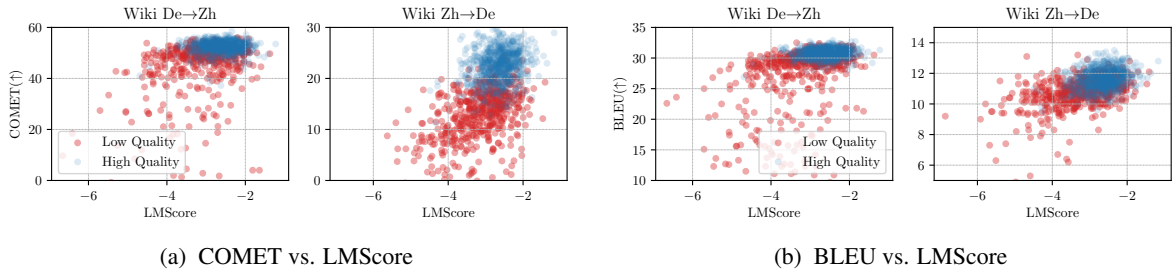 Wiki De→Zh
Wiki Zh→De
Wiki De→Zh
Wiki Zh→De
COMET(↑)
60
40
20
0
30
20
10
0
BLEU(↑)
35
30
25
20
15
10
14
12
10
8
6
Low Quality
High Quality
Low Quality
High Quality
−6 −4 −2
−6 −4 −2
−6 −4 −2
−6 −4 −2
LMScore
LMScore
LMScore
LMScore
(a) COMET vs. LMScore
(b) BLEU vs. LMScore